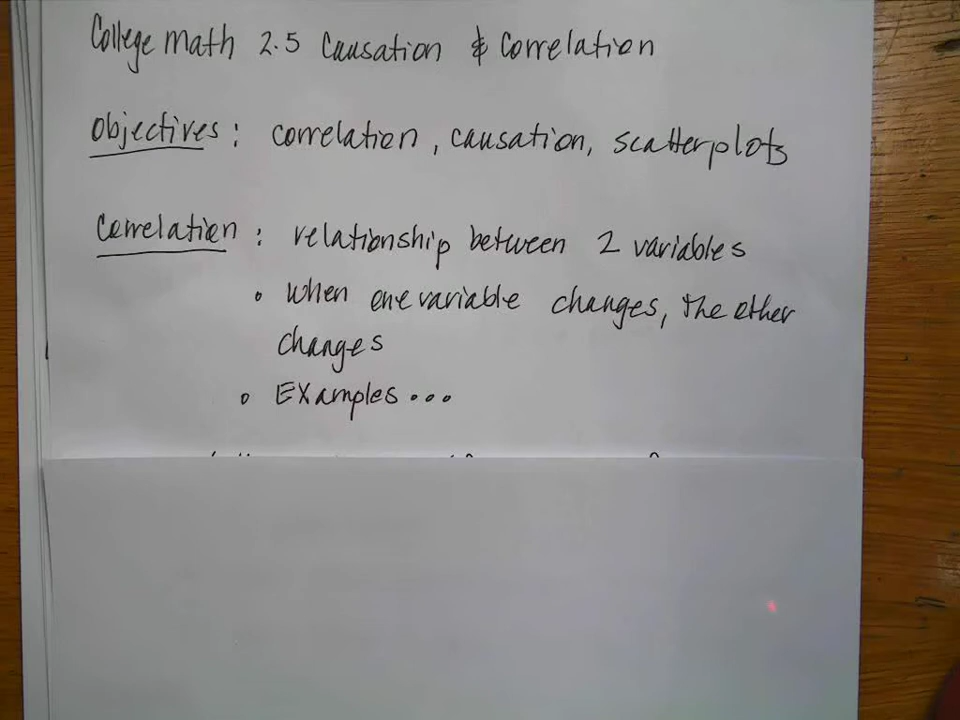 College math 2.5 Causation & Correlation
Objectives: correlation, causation, scatterplots
Correlation: relationship between 2 variables
• When one variable changes, the other
changes
• Examples...